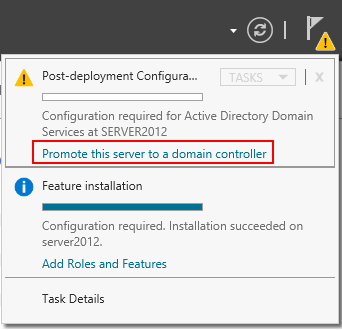 Post-deployment Configura...
TASKS
X
Configuration required for Active Directory Domain
Services at SERVER2012
Promote this server to a domain controller
Feature installation
Configuration required. Installation succeeded on
server2012.
Add Roles and Features
Task Details